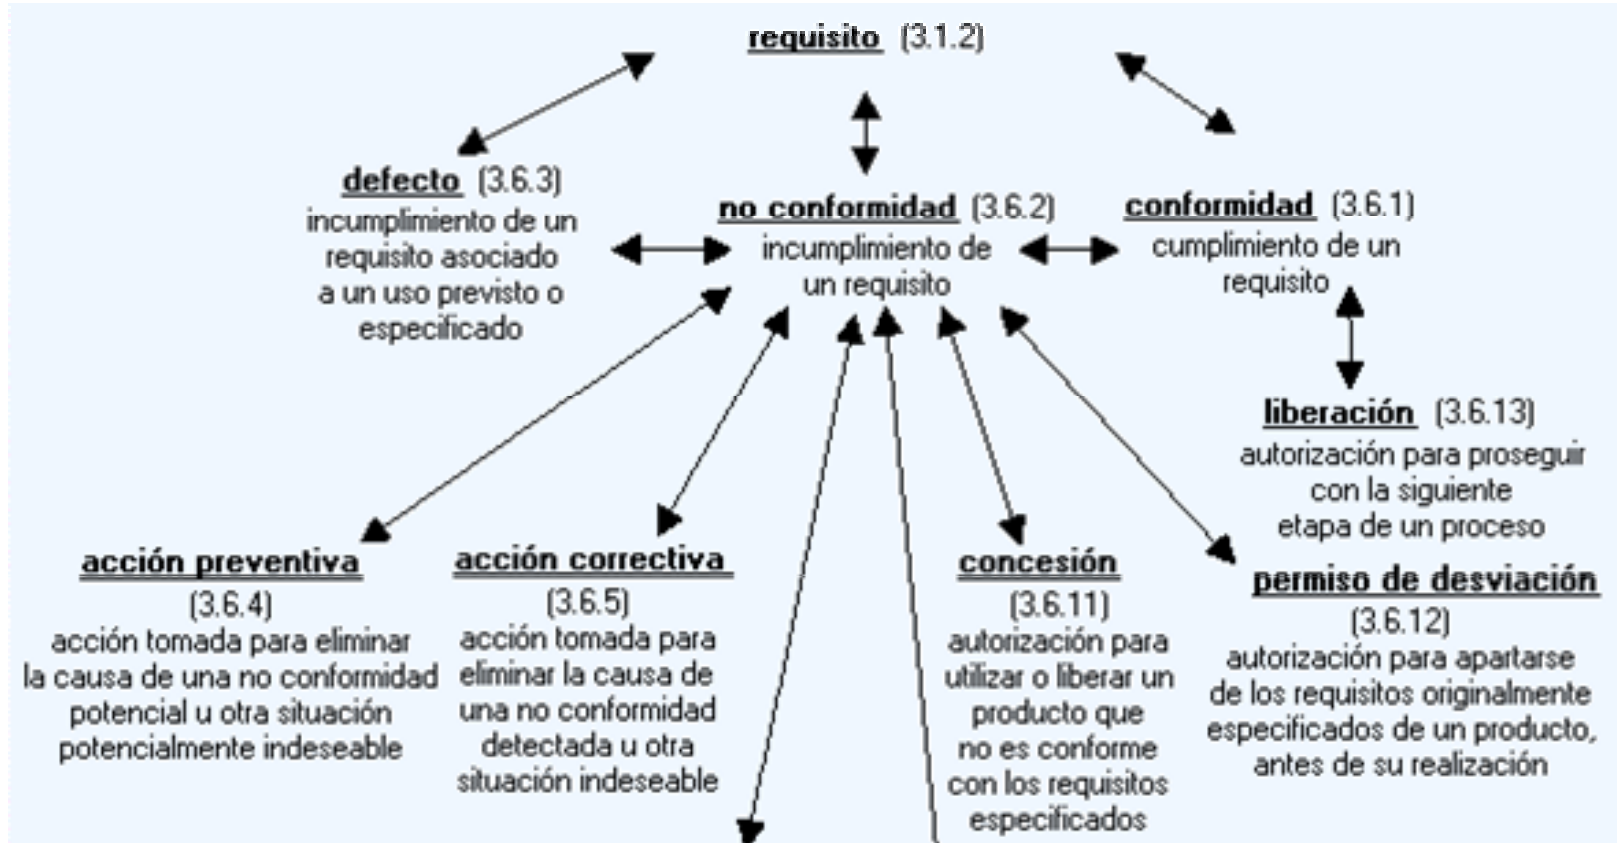 requisito (3.1.2)
defecto (3.6.3)
incumplimiento de un
requisito asociado
a un uso previsto o
especificado
no conformidad (3.6.2)
incumplimiento de
un requisito
conformidad (3.6.1)
cumplimiento de un
requisito
liberación (3.6.13)
autorización para proseguir
con la siguiente
etapa de un proceso
acción preventiva
(3.6.4)
acción tomada para eliminar
la causa de una no conformidad
potencial u otra situación
potencialmente indeseable
acción correctiva
(3.6.5)
acción tomada para
eliminar la causa de
una no conformidad
detectada u otra
situación indeseable
concesión
(3.6.11)
autorización para
utilizar o liberar un
producto que
no es conforme
con los requisitos
especificados
permiso de desviación
(3.6.12)
autorización para apartarse
de los requisitos originalmente
especificados de un producto,
antes de su realización